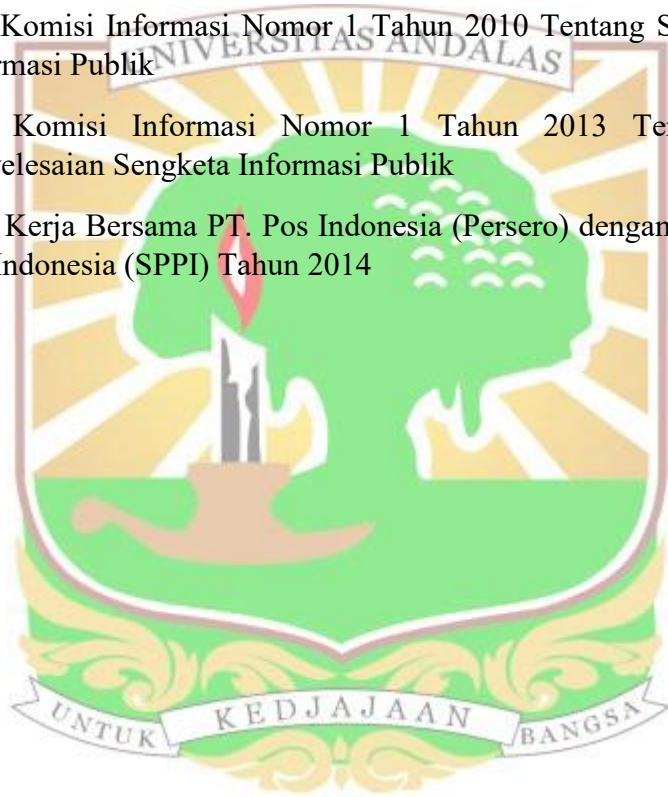 Komisi Informasi Nomor 1 Tahun 2010 Tentang S
UNIVERSITAS ANDALAS
rmasi Publik
Komisi Informasi Nomor 1 Tahun 2013 Te
elesaian Sengketa Informasi Publik
Kerja Bersama PT. Pos Indonesia (Persero) dengan
Indonesia (SPPI) Tahun 2014
UNTUK KEDJAJAAN BANGSA